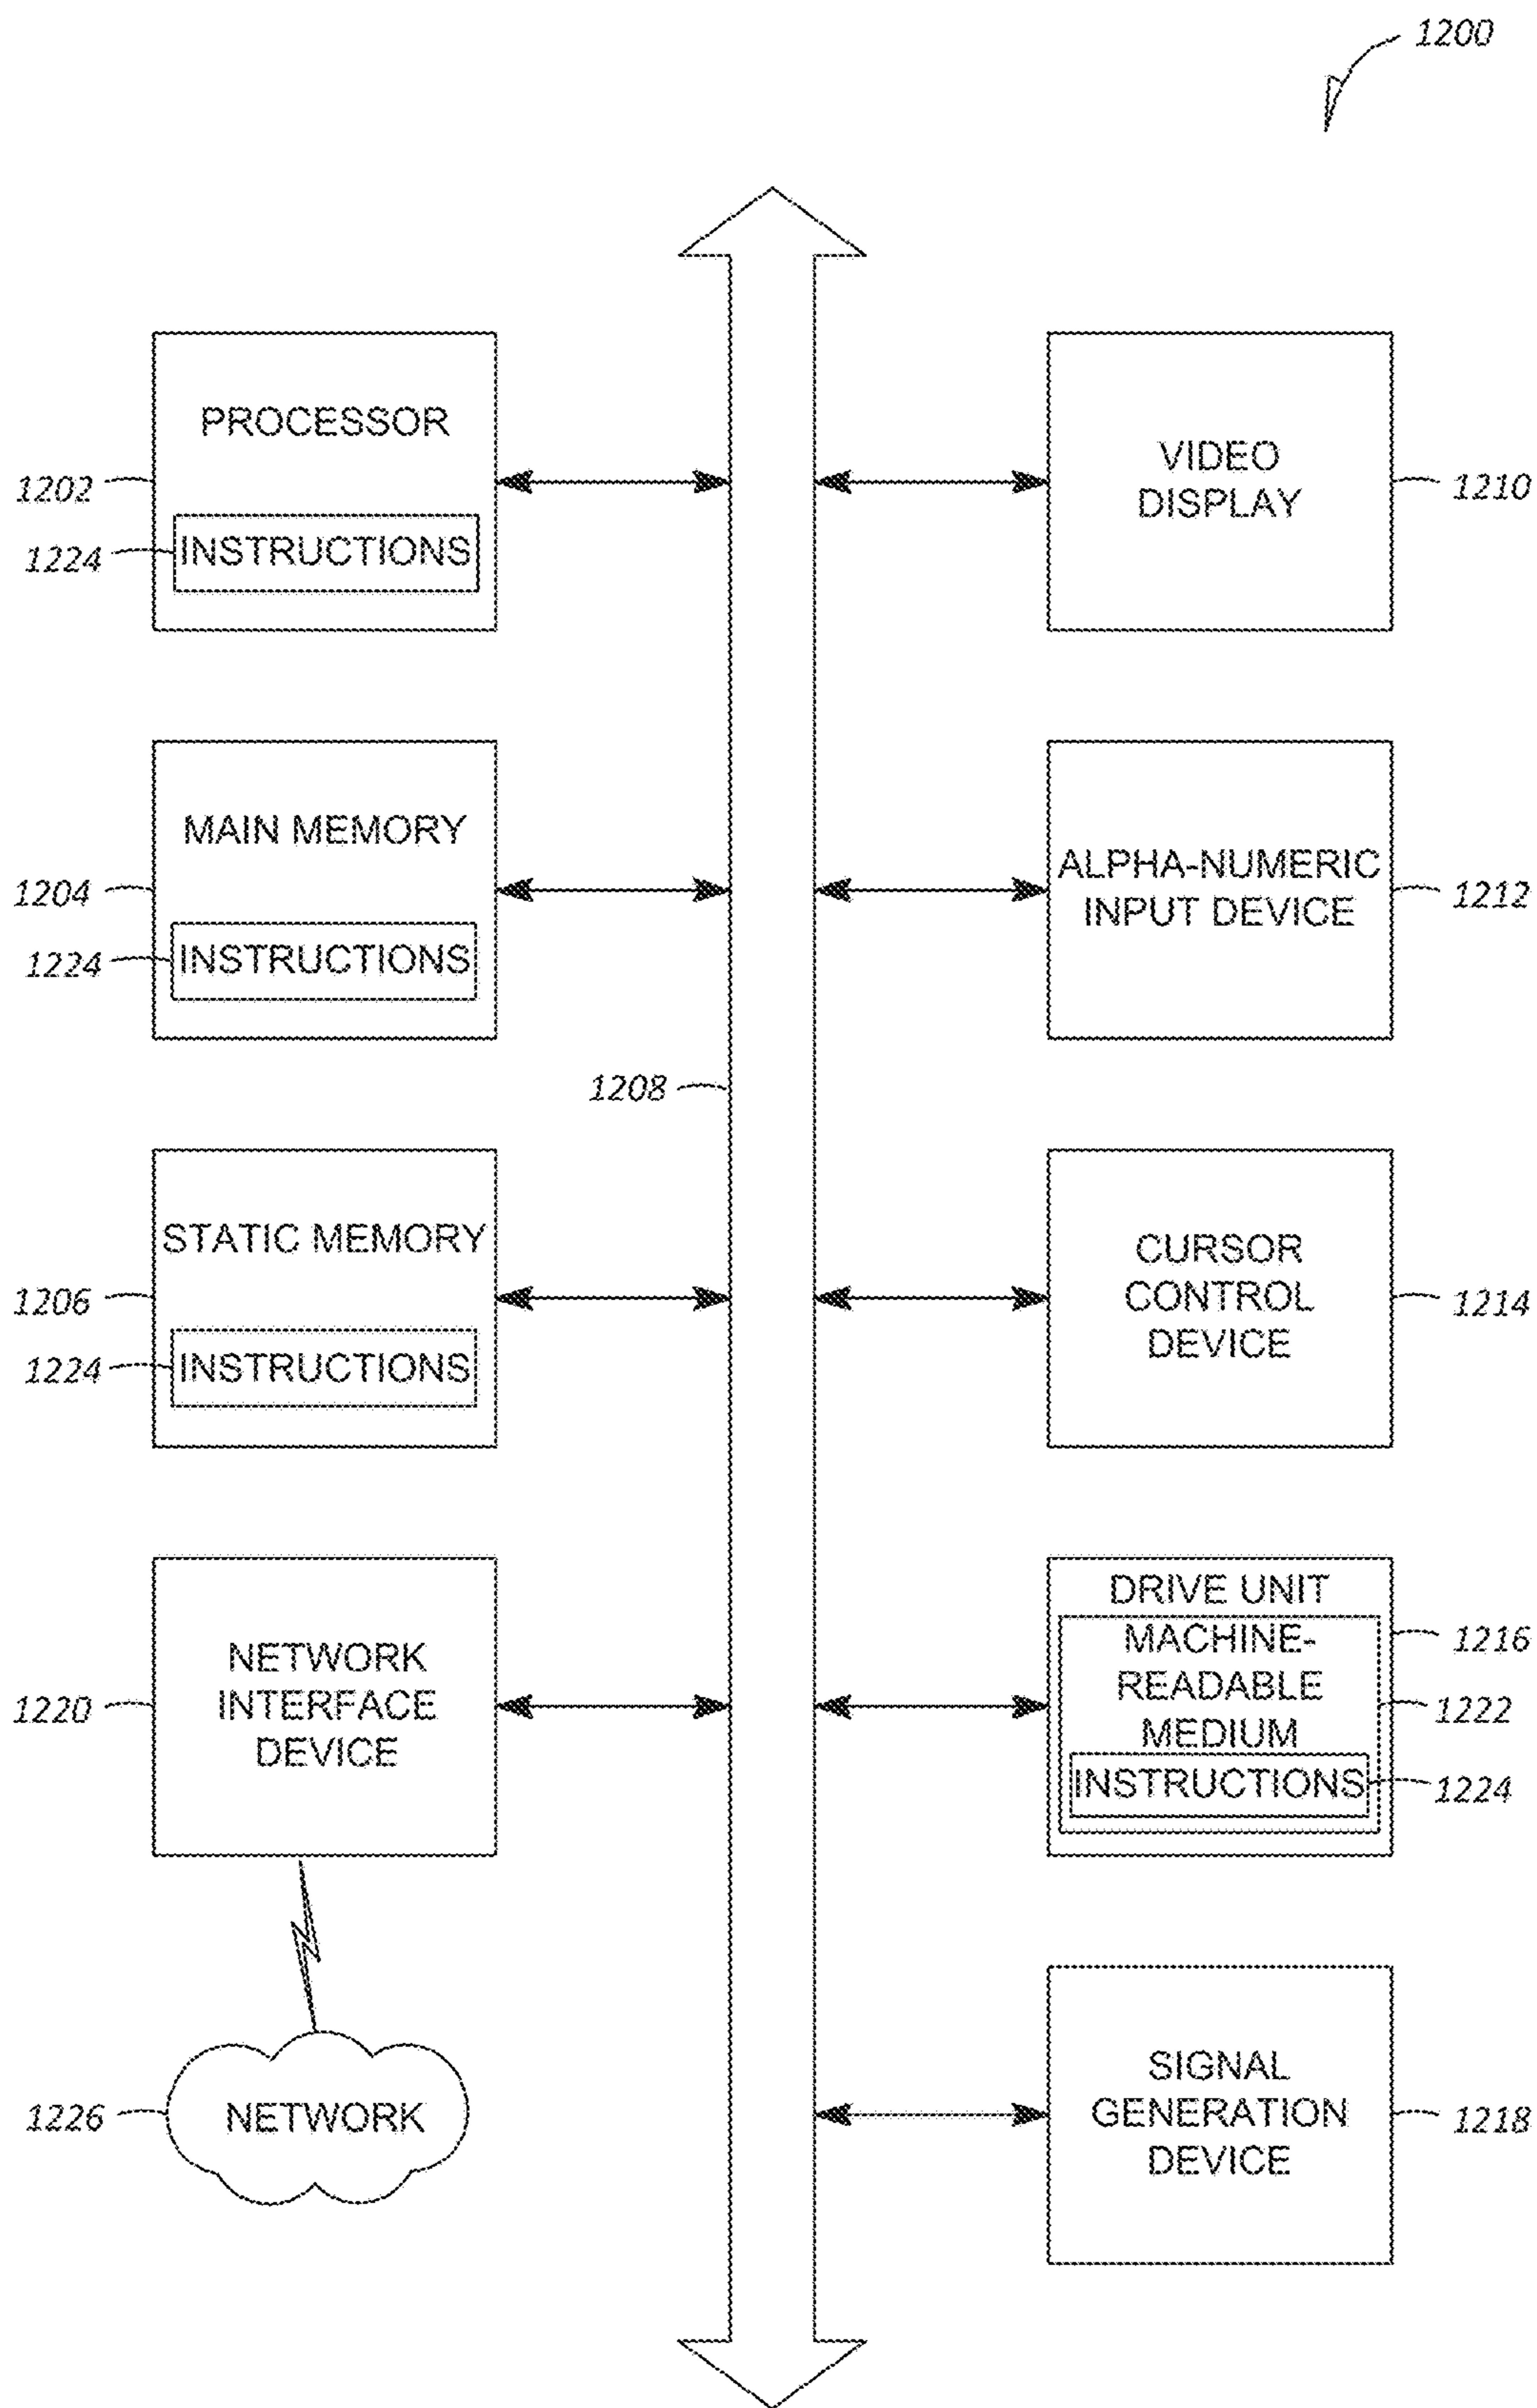 1200
PROCESSOR
1202
1224
INSTRUCTIONS
VIDEO
DISPLAY
1210
MAIN MEMORY
1204
1224
INSTRUCTIONS
ALPHA-NUMERIC
INPUT DEVICE
1212
1208
STATIC MEMORY
1206
1224
INSTRUCTIONS
CURSOR
CONTROL
DEVICE
1214
NETWORK
INTERFACE
DEVICE
1220
DRIVE UNIT
MACHINE-
READABLE
MEDIUM
INSTRUCTIONS
1216
1222
1224
1226
NETWORK
SIGNAL
GENERATION
DEVICE
1218